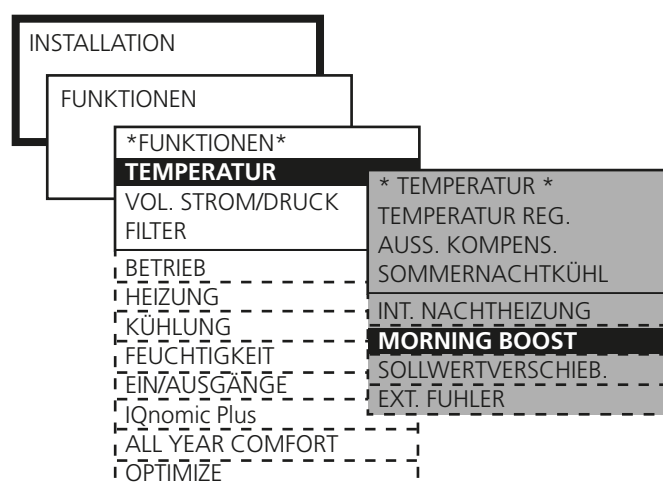 INSTALLATION
FUNKTIONEN
*FUNKTIONEN*
TEMPERATUR
VOL. STROM/DRUCK
FILTER
BETRIEB
HEIZUNG
KÜHLUNG
FEUCHTIGKEIT
EIN/AUSGÄNGE
IQnomic Plus
ALL YEAR COMFORT
OPTIMIZE
* TEMPERATUR *
TEMPERATUR REG.
AUSS. KOMPENS.
SOMMERNACHTKÜHL
INT. NACHTHEIZUNG
MORNING BOOST
SOLLWERTVERSCHIEB.
EXT. FUHLER